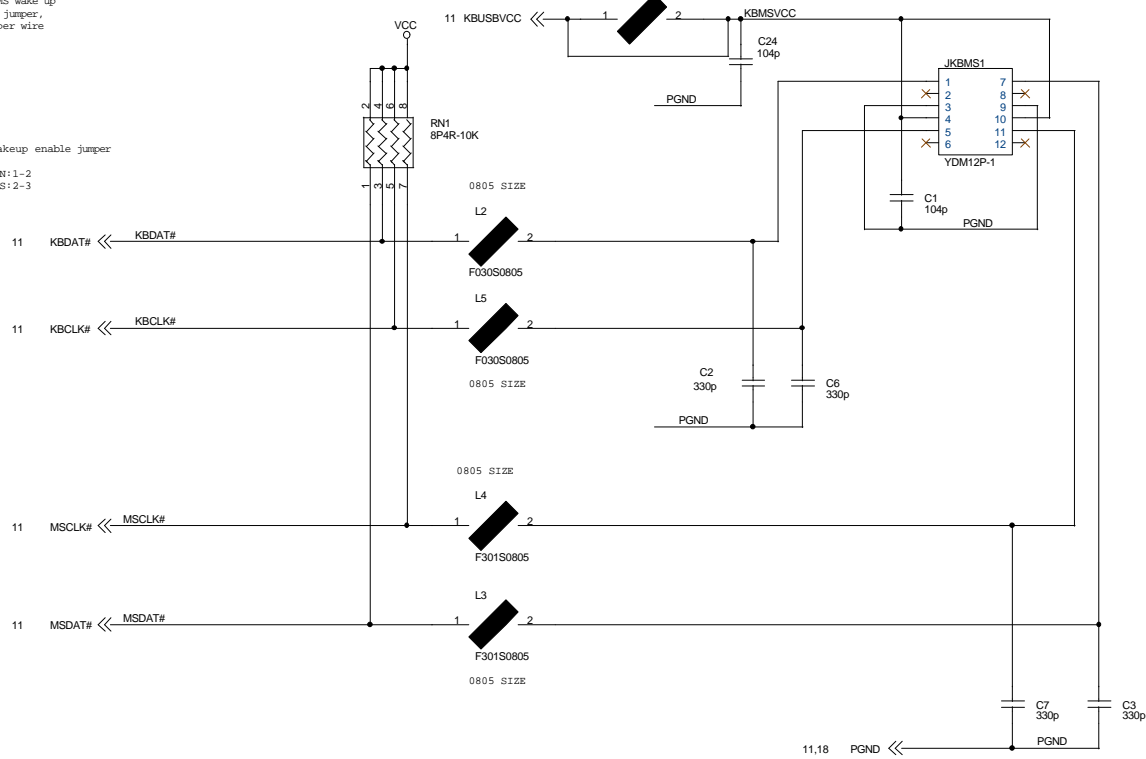 MS wake up
jumper,
per wire
VCC
11 KBUSBVCC
1 2
KBMSVCC
C24
104p
PGND
JKBMS1
1 7
2 8
3 9
4 10
5 11
6 12
YDM12P-1
C1
104p
PGND
2 4 6 8
RN1
8P4R-10K
1 3 5 7
akeup enable jumper
N:1-2
S:2-3
0805 SIZE
L2
11 KBDAT# KBDAT# 1 2
F030S0805
L5
11 KBCLK# KBCLK# 1 2
F030S0805
0805 SIZE
C2
330p
C6
330p
PGND
0805 SIZE
L4
11 MSCLK# MSCLK# 1 2
F301S0805
L3
11 MSDAT# MSDAT# 1 2
F301S0805
0805 SIZE
C7
330p
C3
330p
11,18 PGND PGND